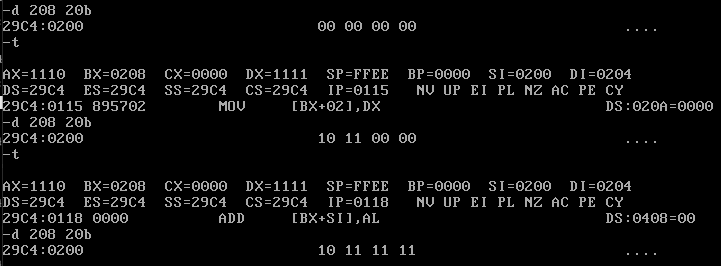 -d 208 20b
29C4:0200 00 00 00 00 ....
-t
AX=1110 BX=0208 CX=0000 DX=1111 SP=FFEE BP=0000 SI=0200 DI=0204
DS=29C4 ES=29C4 SS=29C4 CS=29C4 IP=0115 NV UP EI PL NZ AC PE CY
29C4:0115 895702 MOV [BX+02],DX DS:020A=0000
-d 208 20b
29C4:0200 10 11 00 00 ....
-t
AX=1110 BX=0208 CX=0000 DX=1111 SP=FFEE BP=0000 SI=0200 DI=0204
DS=29C4 ES=29C4 SS=29C4 CS=29C4 IP=0118 NV UP EI PL NZ AC PE CY
29C4:0118 0000 ADD [BX+SI],AL DS:0408=00
-d 208 20b
29C4:0200 10 11 11 11 ....